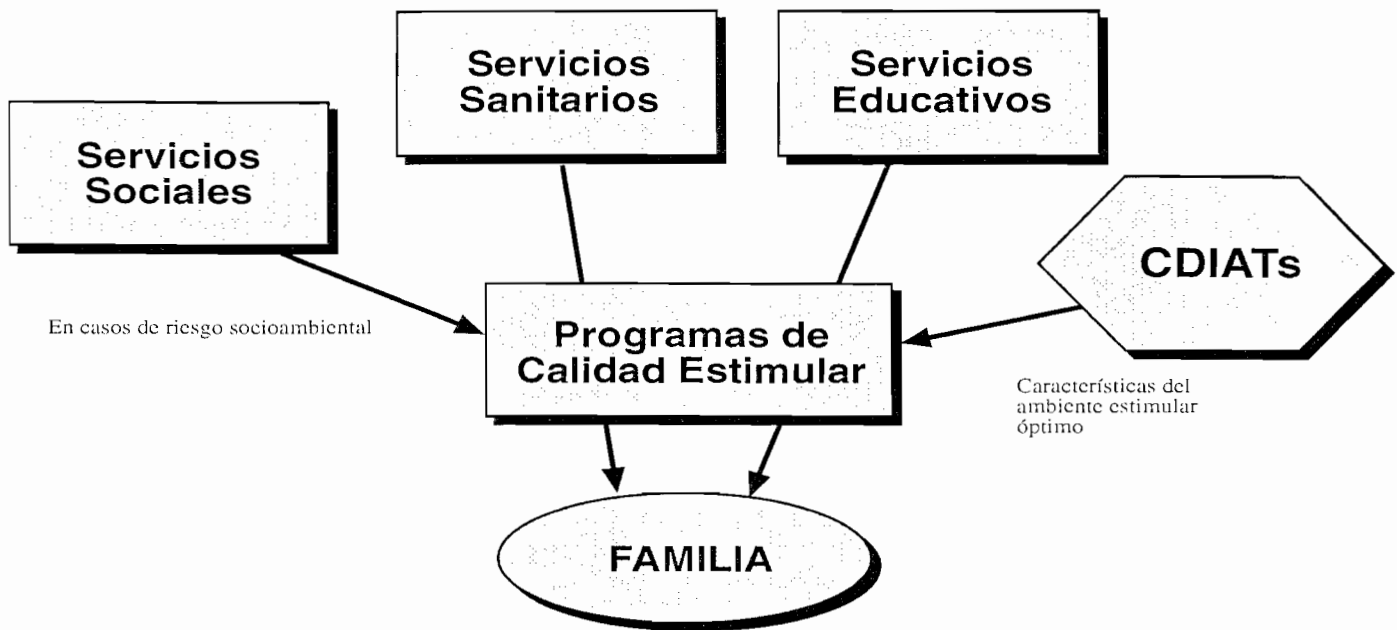 Servicios
Sanitarios
Servicios
Educativos
Servicios
Sociales
CDIATs
En casos de riesgo socioambiental
Programas de
Calidad Estimular
Características del
ambiente estimular
óptimo
FAMILIA